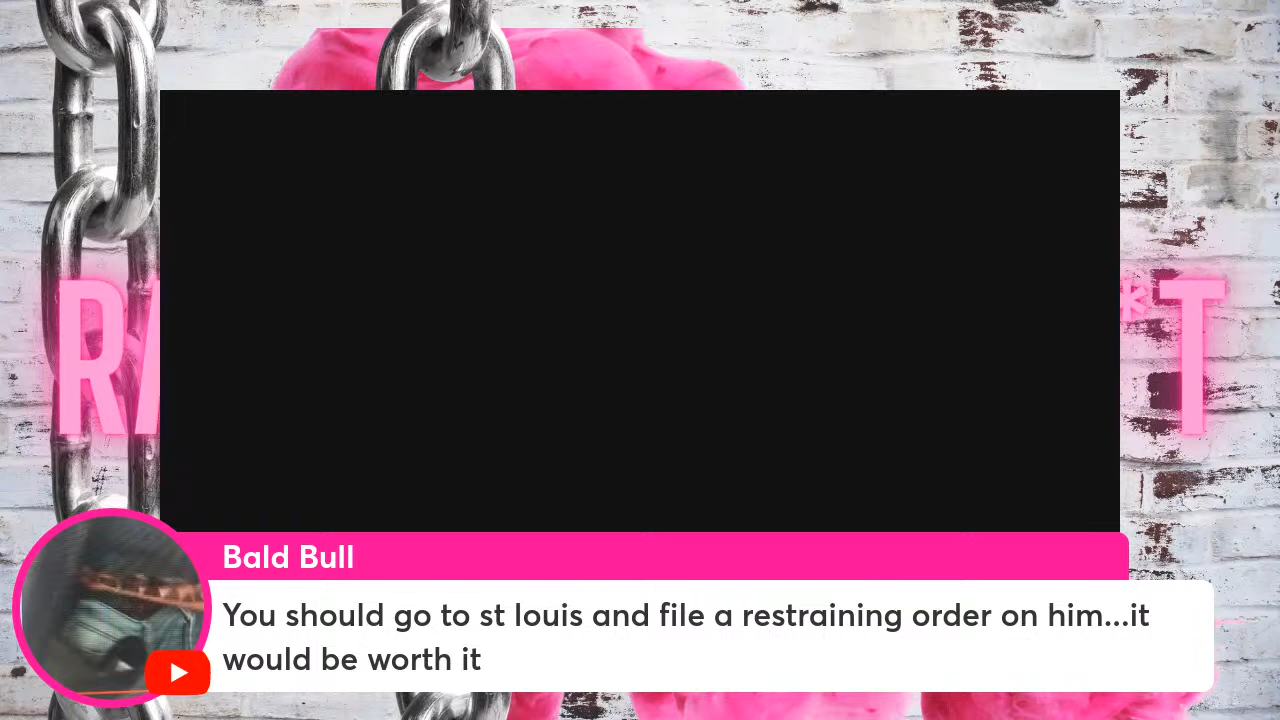 Bald Bull
You should go to st louis and file a restraining order on him...it
would be worth it